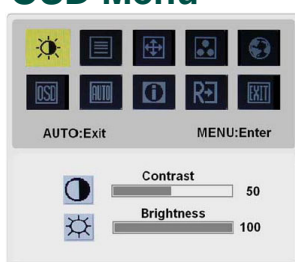 OSD Menu
OSD AUTO R EXIT
AUTO:Exit MENU:Enter
Contrast
50
Brightness
100